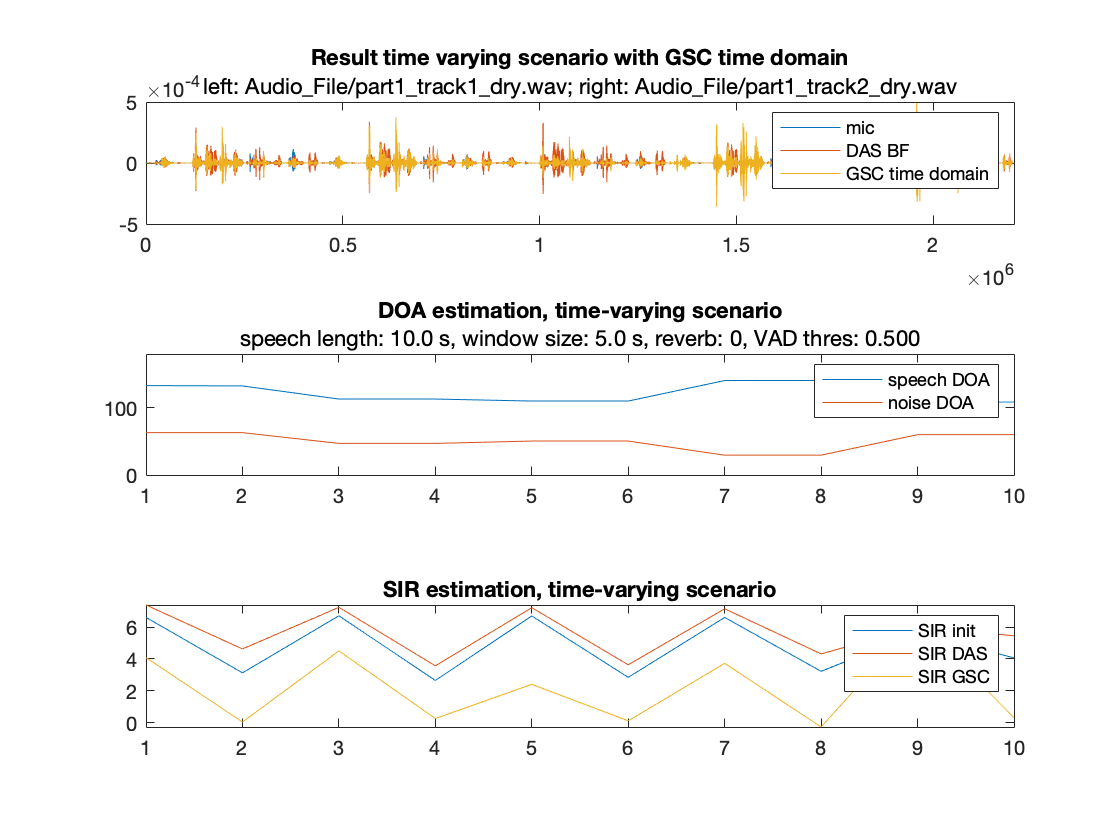 Result time varying scenario with GSC time domain
×10-4 left: Audio_File/part1_track1_dry.wav; right: Audio_File/part1_track2_dry.wav
5
0
-5
mic
DAS BF
GSC time domain
0 0.5 1 1.5 2
×106
DOA estimation, time-varying scenario
speech length: 10.0 s, window size: 5.0 s, reverb: 0, VAD thres: 0.500
100
0
speech DOA
noise DOA
1 2 3 4 5 6 7 8 9 10
SIR estimation, time-varying scenario
6
4
2
0
SIR init
SIR DAS
SIR GSC
1 2 3 4 5 6 7 8 9 10